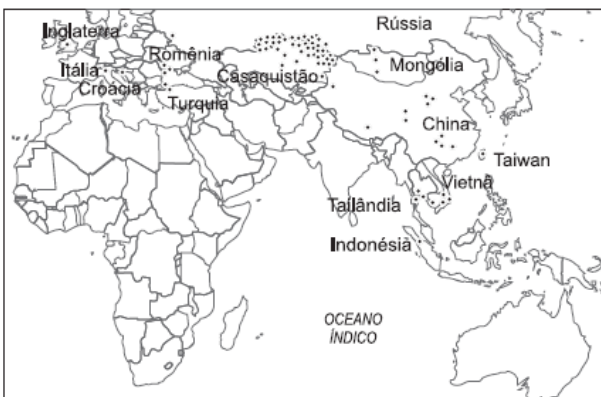 Rússia
Inglaterra
Romênia
Mongólia
Itália
Casaquistão
Croácia
Turquia
China
Taiwan
Vietnã
Tailândia
Indonésia
OCEANO
ÍNDICO